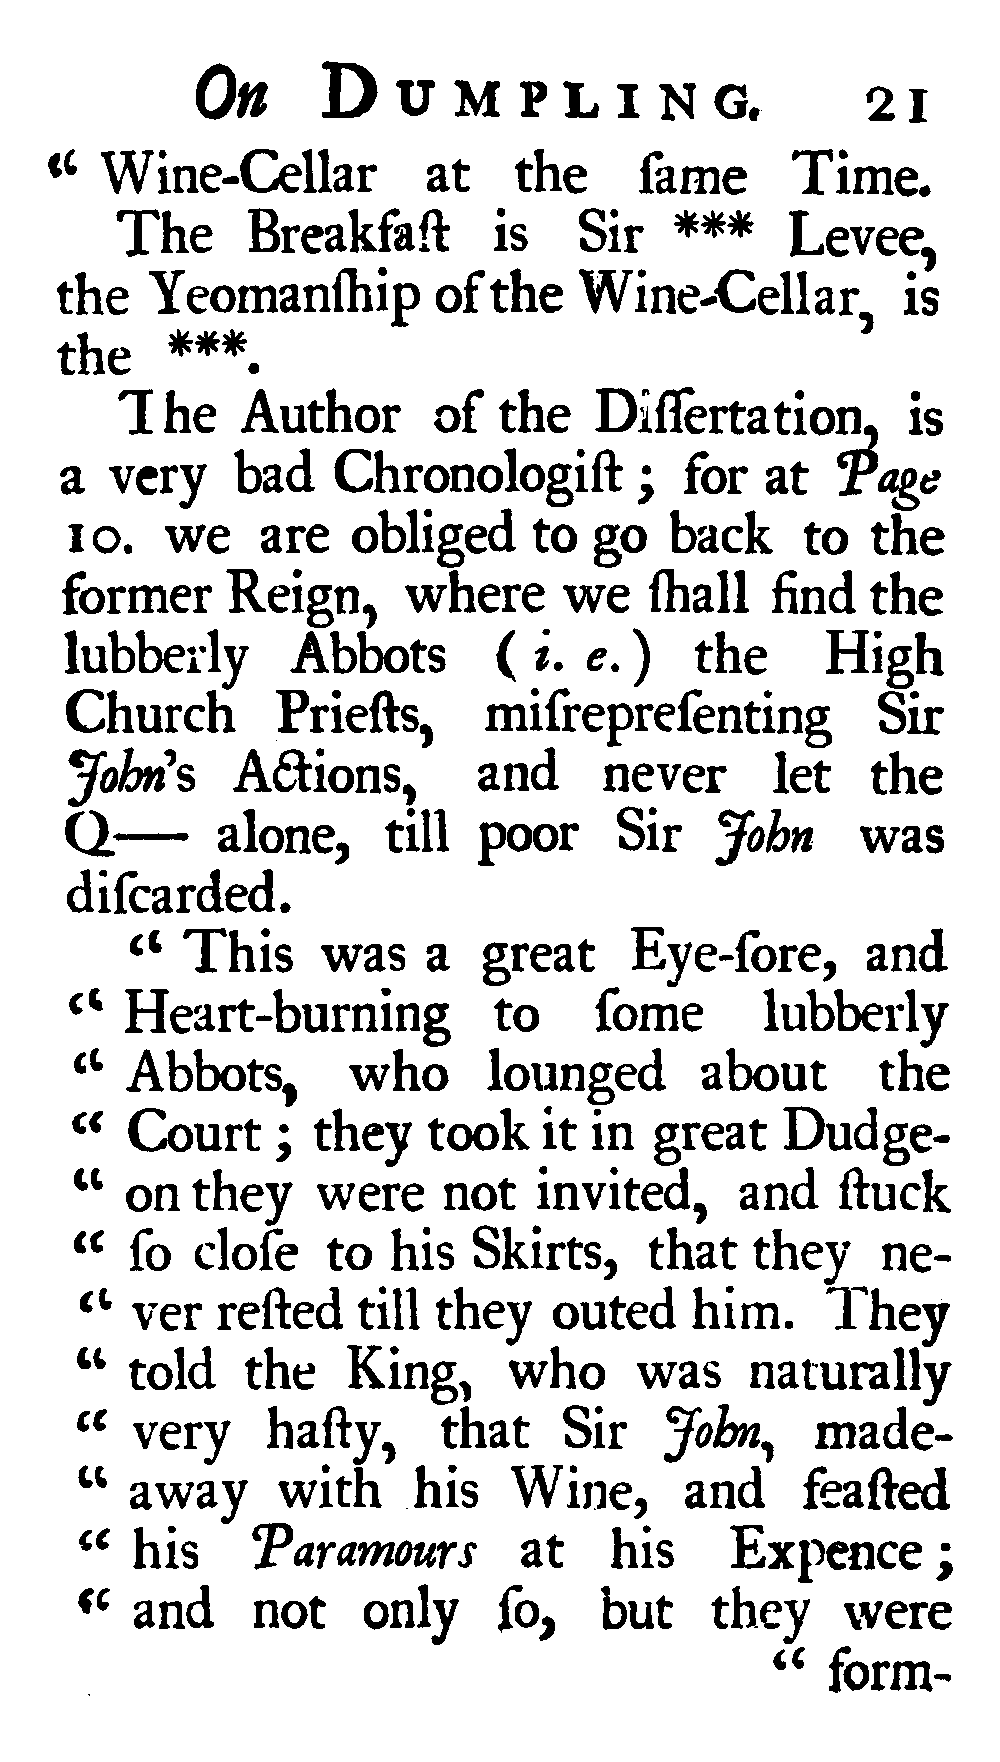 On DUMPLING. 21
“ Wine-Cellar at the ſame Time.
The Breakfaſt is Sir *** Levee,
the Yeomanſhip of the Wine-Cellar, is
the ***.
The Author of the Diſſertation, is
a very bad Chronologiſt ; for at Page
10. we are obliged to go back to the
former Reign, where we ſhall find the
lubberly Abbots ( i. e. ) the High
Church Prieſts, miſrepreſenting Sir
John's Actions, and never let the
Q— alone, till poor Sir John was
diſcarded.
“ This was a great Eye-ſore, and
“ Heart-burning to ſome lubberly
“ Abbots, who lounged about the
“ Court ; they took it in great Dudge-
“ on they were not invited, and ſtuck
“ ſo cloſe to his Skirts, that they ne-
“ ver reſted till they outed him. They
“ told the King, who was naturally
“ very haſty, that Sir John, made-
“ away with his Wine, and feaſted
“ his Paramours at his Expence ;
“ and not only ſo, but they were
“ form-